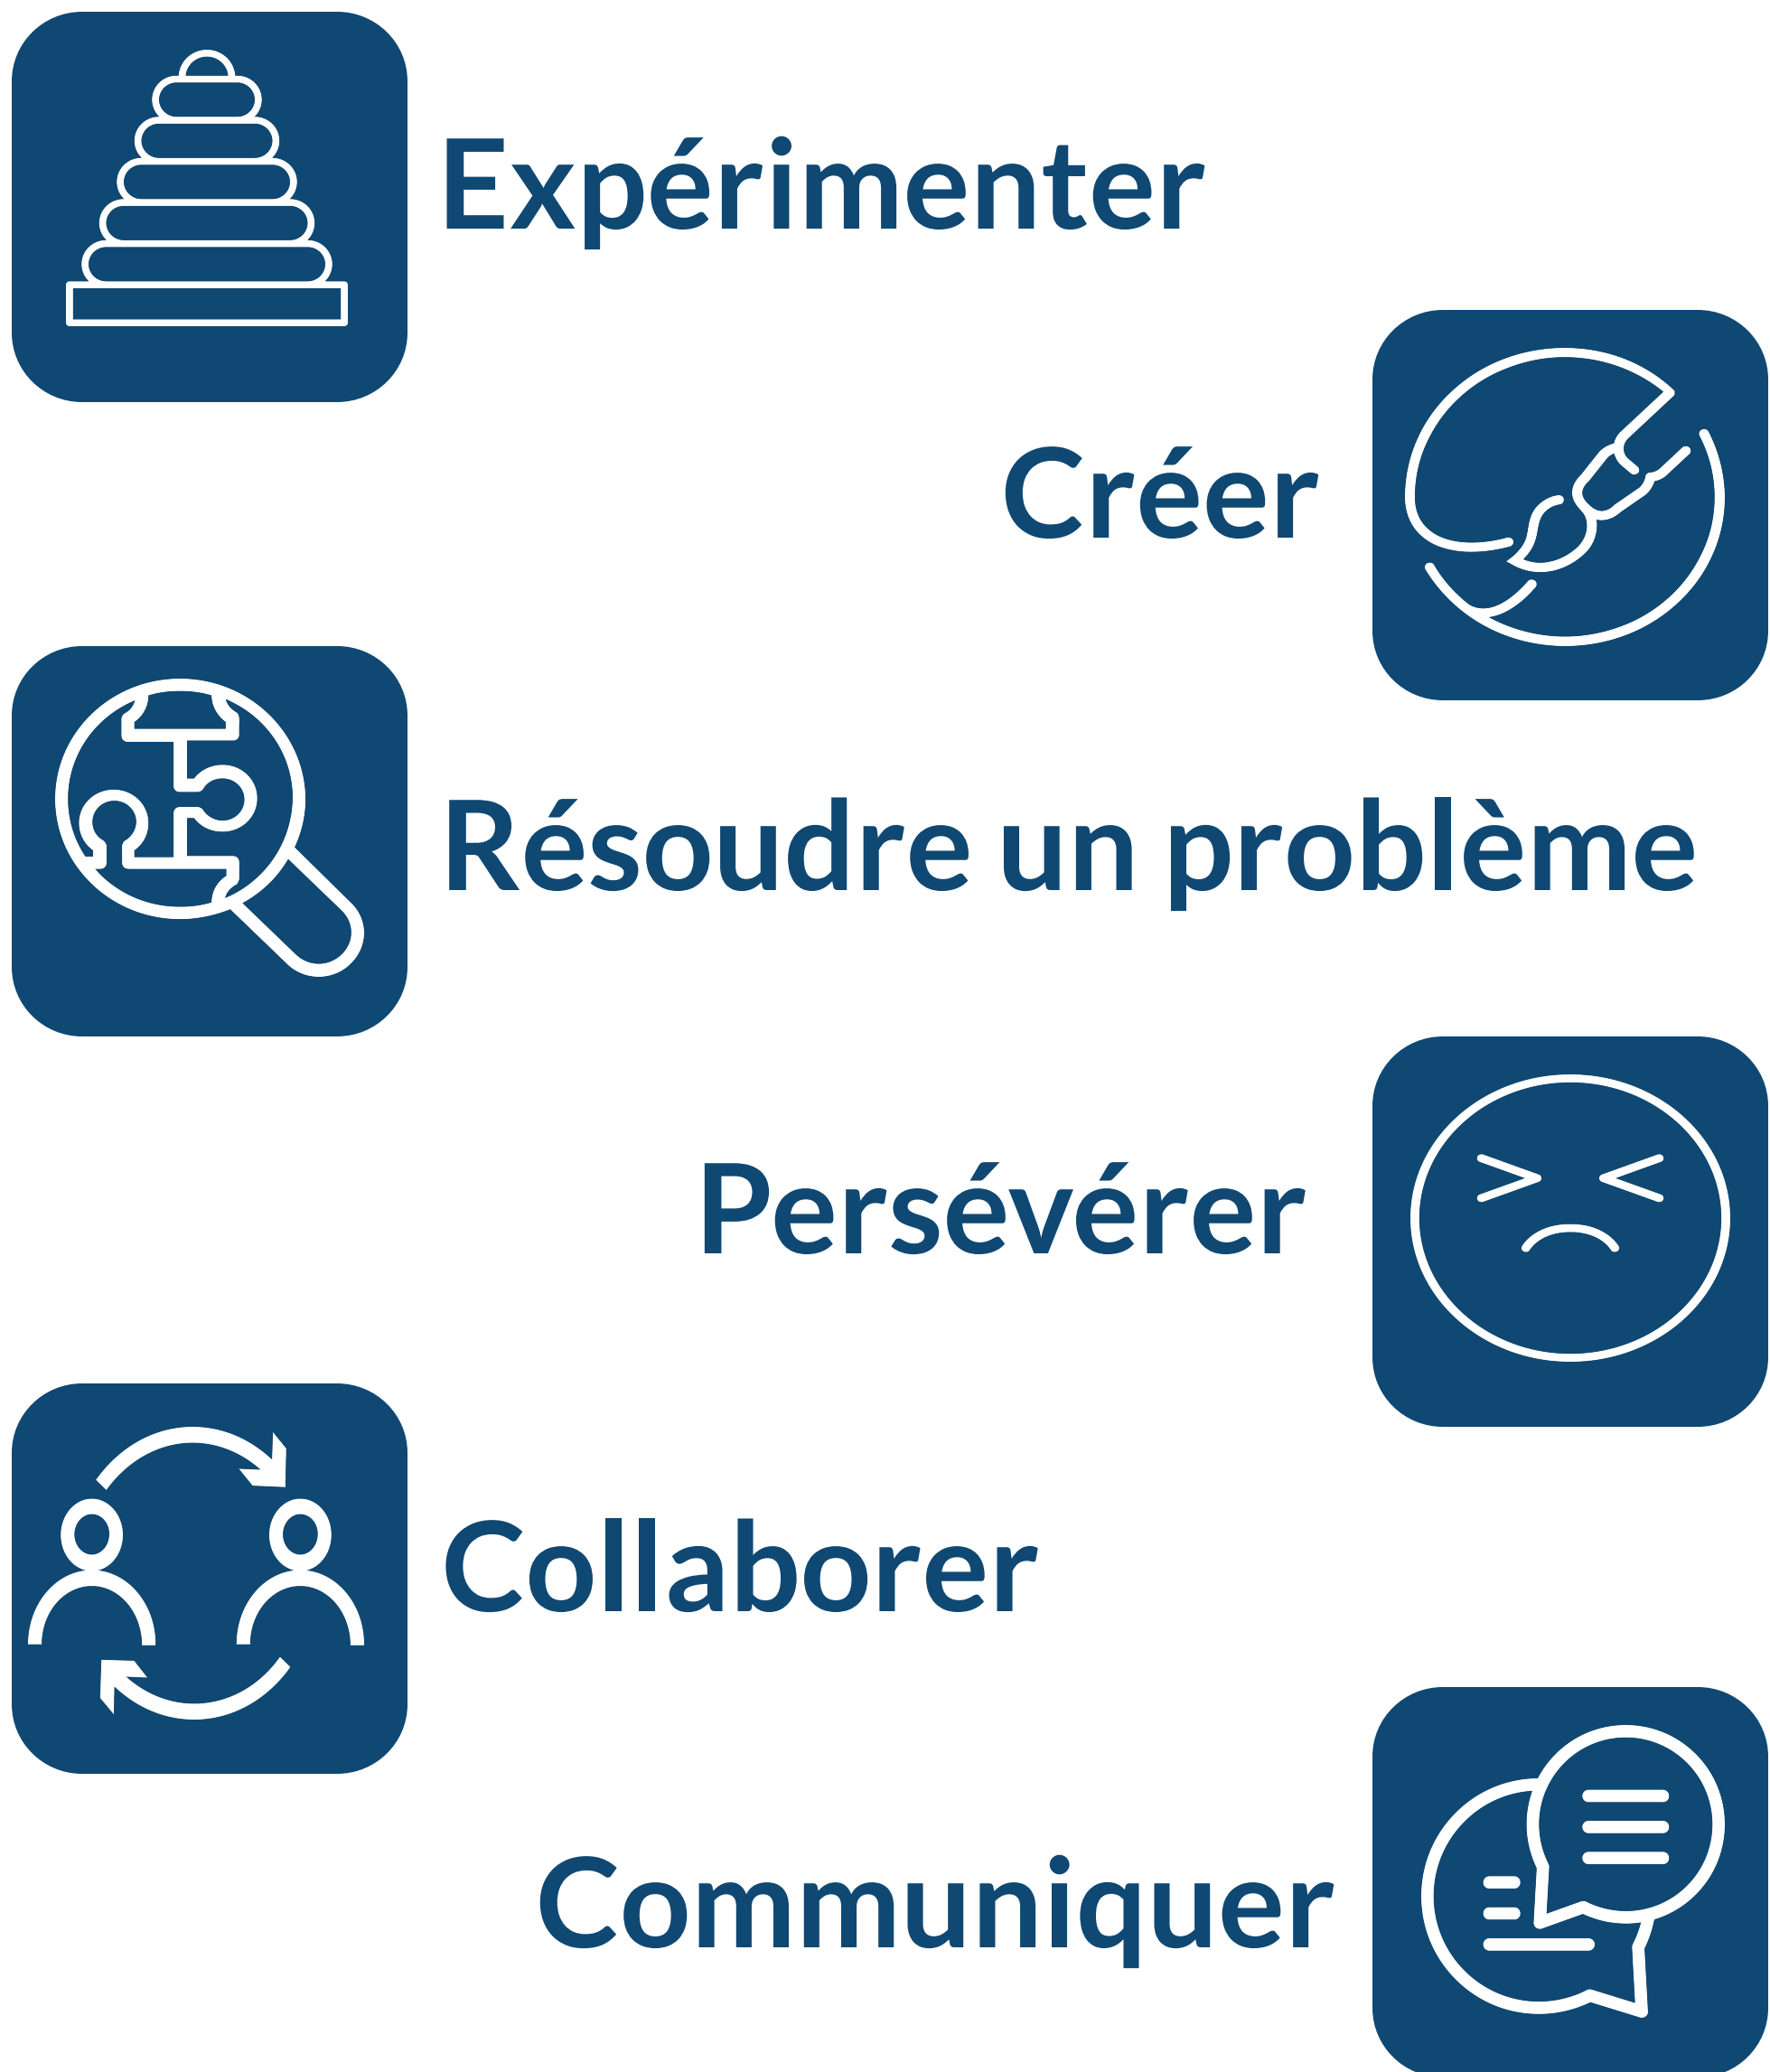 Expérimenter
Créer
Résoudre un problème
Persévérer
Collaborer
Communiquer